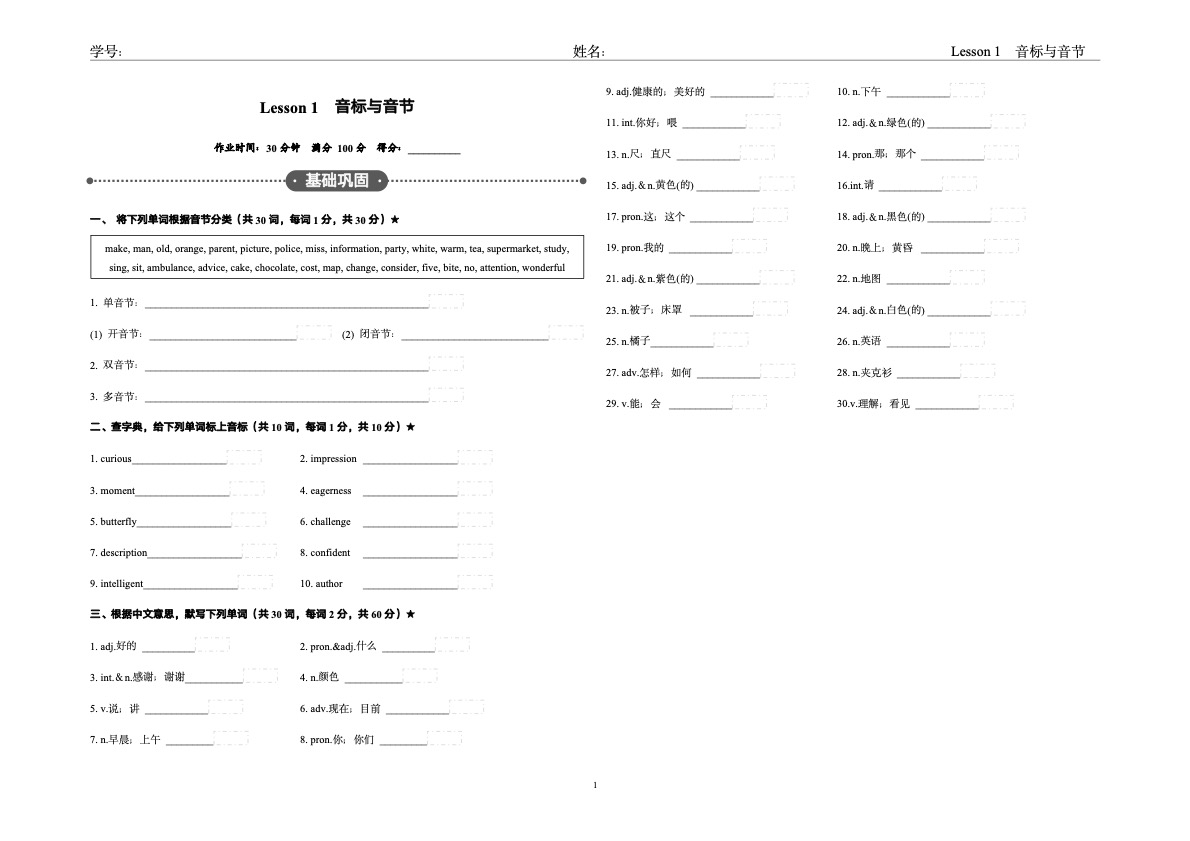 学号： 姓名： Lesson 1 音标与音节
Lesson 1 音标与音节
作业时间：30 分钟 满分 100 分 得分：__________
· 基础巩固 ·
一、 将下列单词根据音节分类（共 30 词，每词 1 分，共 30 分）★
make, man, old, orange, parent, picture, police, miss, information, party, white, warm, tea, supermarket, study,
sing, sit, ambulance, advice, cake, chocolate, cost, map, change, consider, five, bite, no, attention, wonderful
1. 单音节：____________________
(1) 开音节：____________________ (2) 闭音节：____________________
2. 双音节：____________________
3. 多音节：____________________
二、查字典，给下列单词标上音标（共 10 词，每词 1 分，共 10 分）★
1. curious__________ 2. impression __________
3. moment__________ 4. eagerness __________
5. butterfly__________ 6. challenge __________
7. description__________ 8. confident __________
9. intelligent__________ 10. author __________
三、根据中文意思，默写下列单词（共 30 词，每词 2 分，共 60 分）★
1. adj.好的 __________ 2. pron.&adj.什么 __________
3. int.＆n.感谢；谢谢__________ 4. n.颜色 __________
5. v.说；讲 __________ 6. adv.现在；目前 __________
7. n.早晨；上午 __________ 8. pron.你；你们 __________
9. adj.健康的；美好的 __________ 10. n.下午 __________
11. int.你好；喂 __________ 12. adj.＆n.绿色(的) __________
13. n.尺；直尺 __________ 14. pron.那；那个 __________
15. adj.＆n.黄色(的) __________ 16.int.请 __________
17. pron.这；这个 __________ 18. adj.＆n.黑色(的) __________
19. pron.我的 __________ 20. n.晚上；黄昏 __________
21. adj.＆n.紫色(的) __________ 22. n.地图 __________
23. n.被子；床罩 __________ 24. adj＆n.白色(的) __________
25. n.橘子__________ 26. n.英语 __________
27. adv.怎样；如何 __________ 28. n.夹克衫 __________
29. v.能；会 __________ 30.v.理解；看见 __________
1